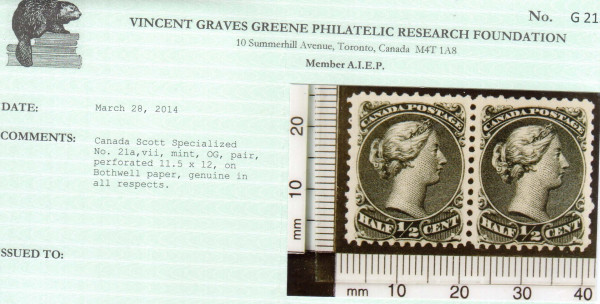 No. G 21
VINCENT GRAVES GREENE PHILATELIC RESEARCH FOUNDATION
10 Summerhill Avenue, Toronto, Canada M4T 1A8
Member A.I.E.P.
DATE:
March 28, 2014
COMMENTS:
Canada Scott Specialized
No. 21a,vii, mint, OG, pair,
perforated 11.5 x 12, on
Bothwell paper, genuine in
all respects.
ISSUED TO:
20
10
mm
CANADA POSTAGE
HALF 1/2 CENT
CANADA POSTAGE
HALF 1/2 CENT
mm 10 20 30 40